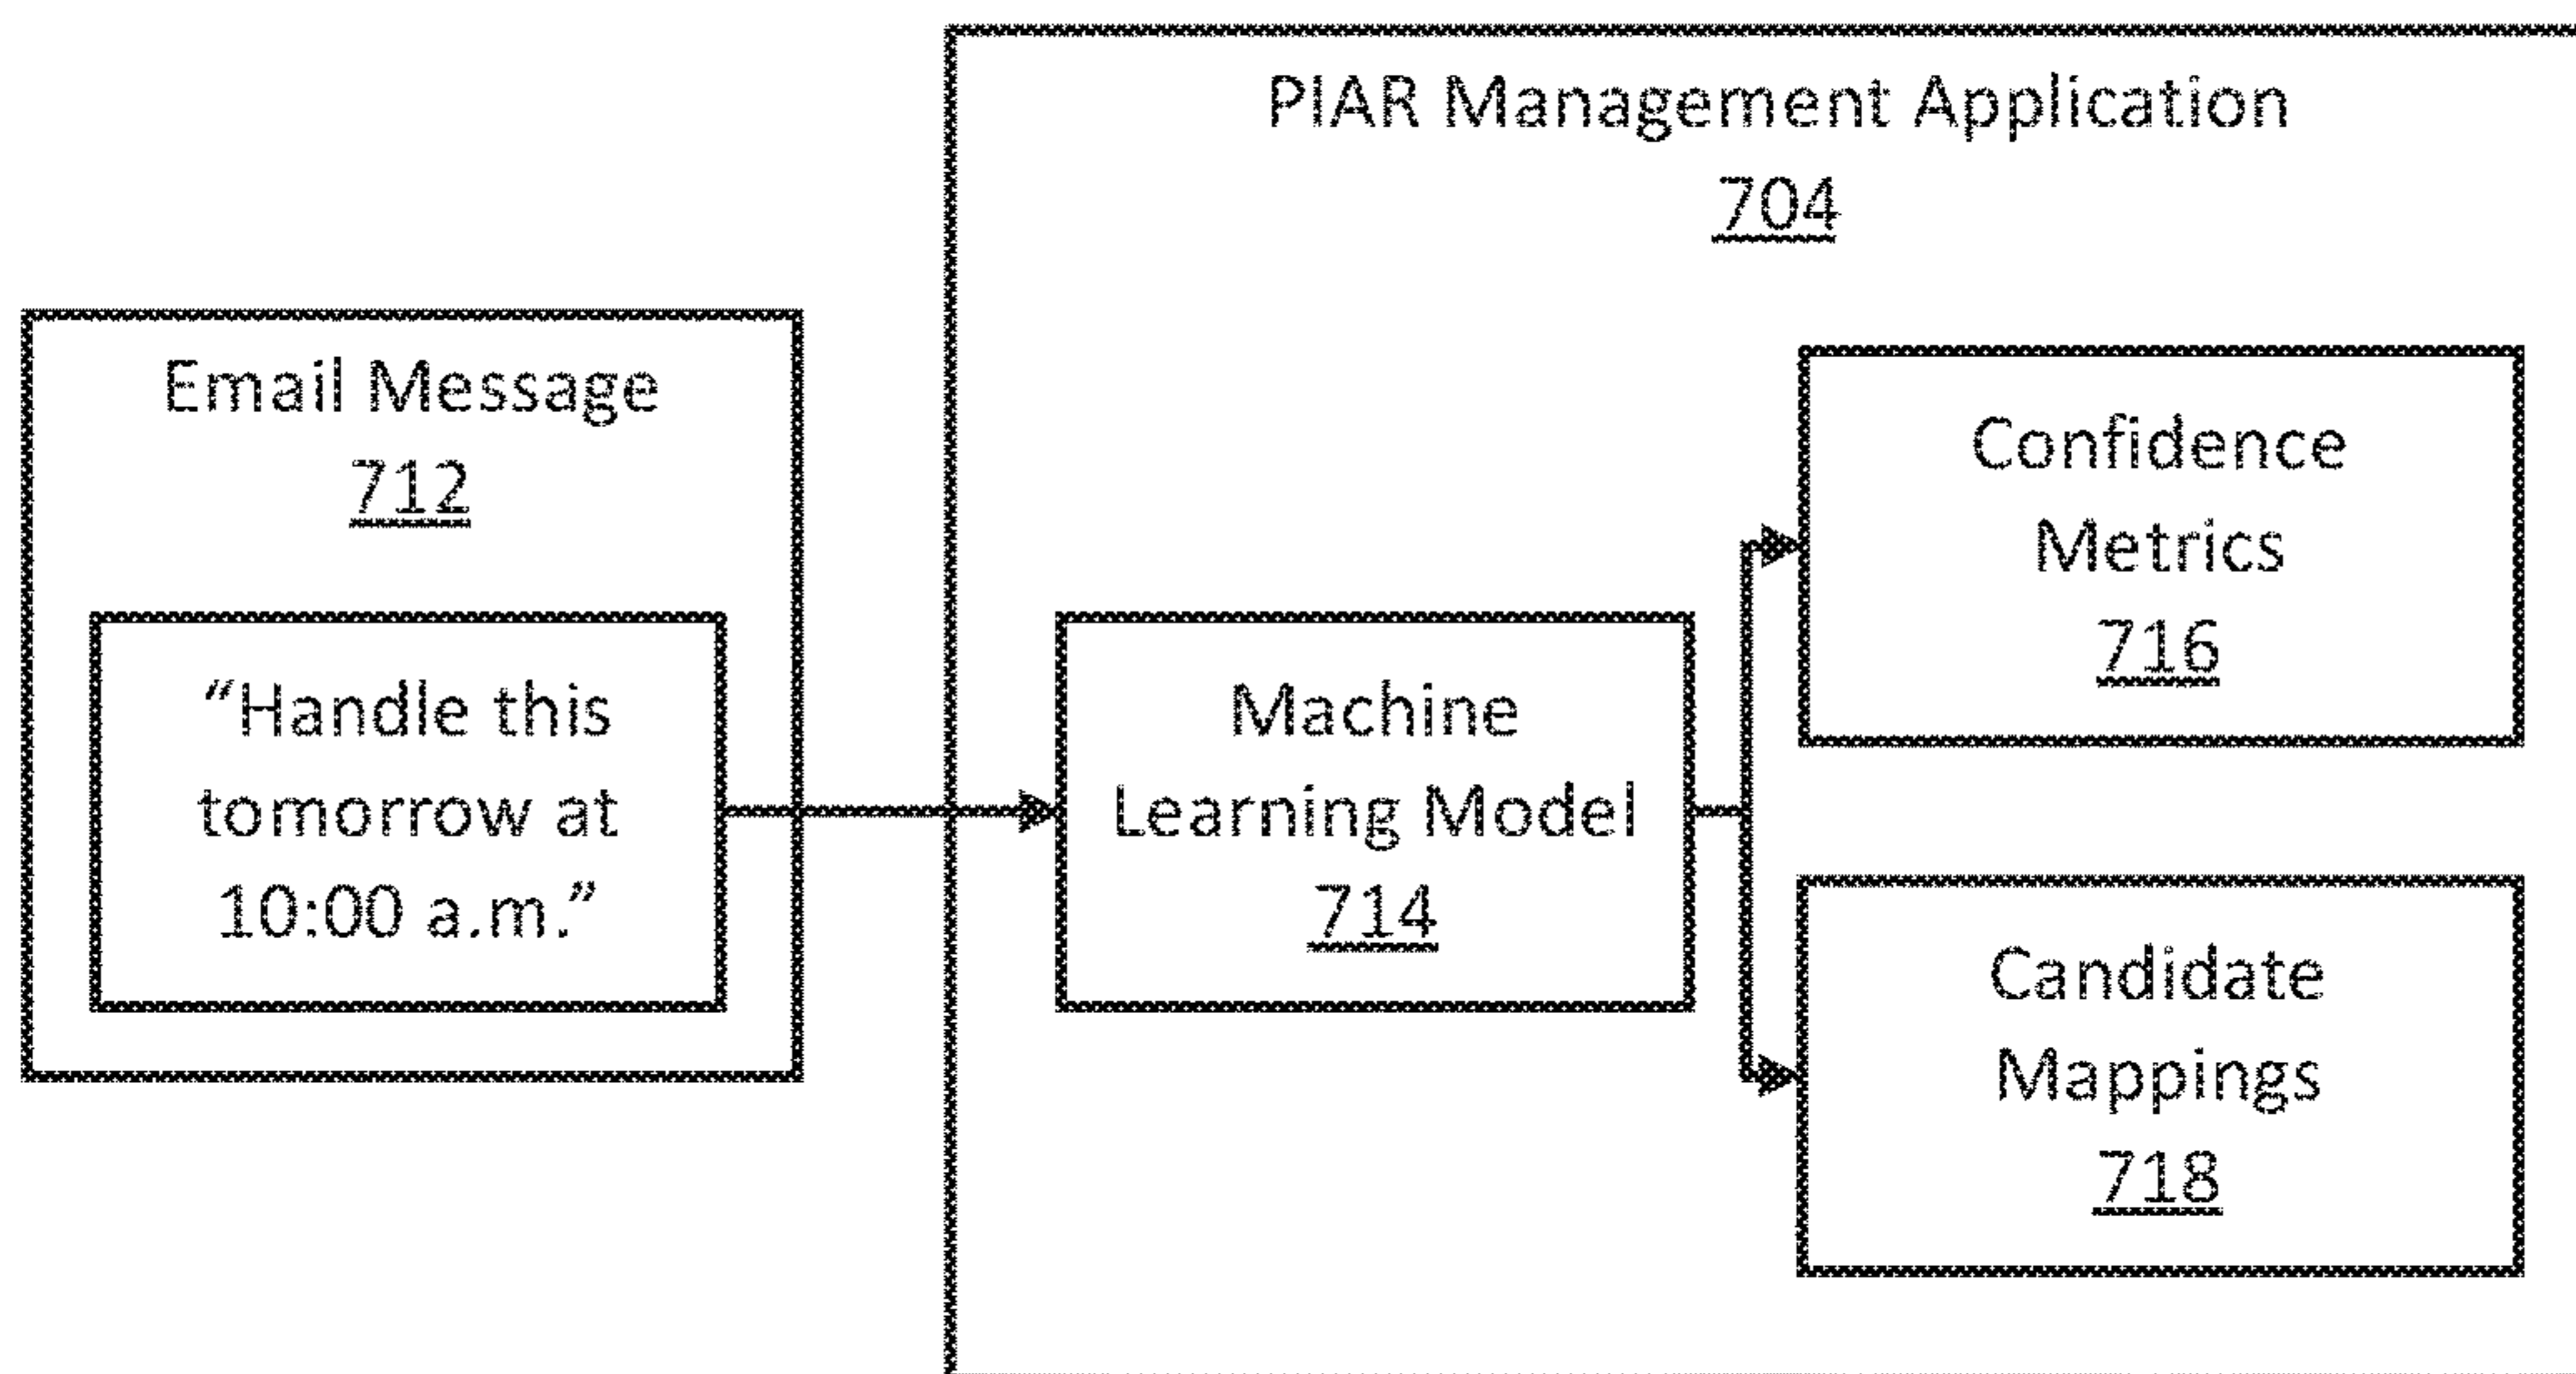 PIAR Management Application
704
Email Message
712
“Handle this
tomorrow at
10:00 a.m.”
Machine
Learning Model
714
Confidence
Metrics
716
Candidate
Mappings
718